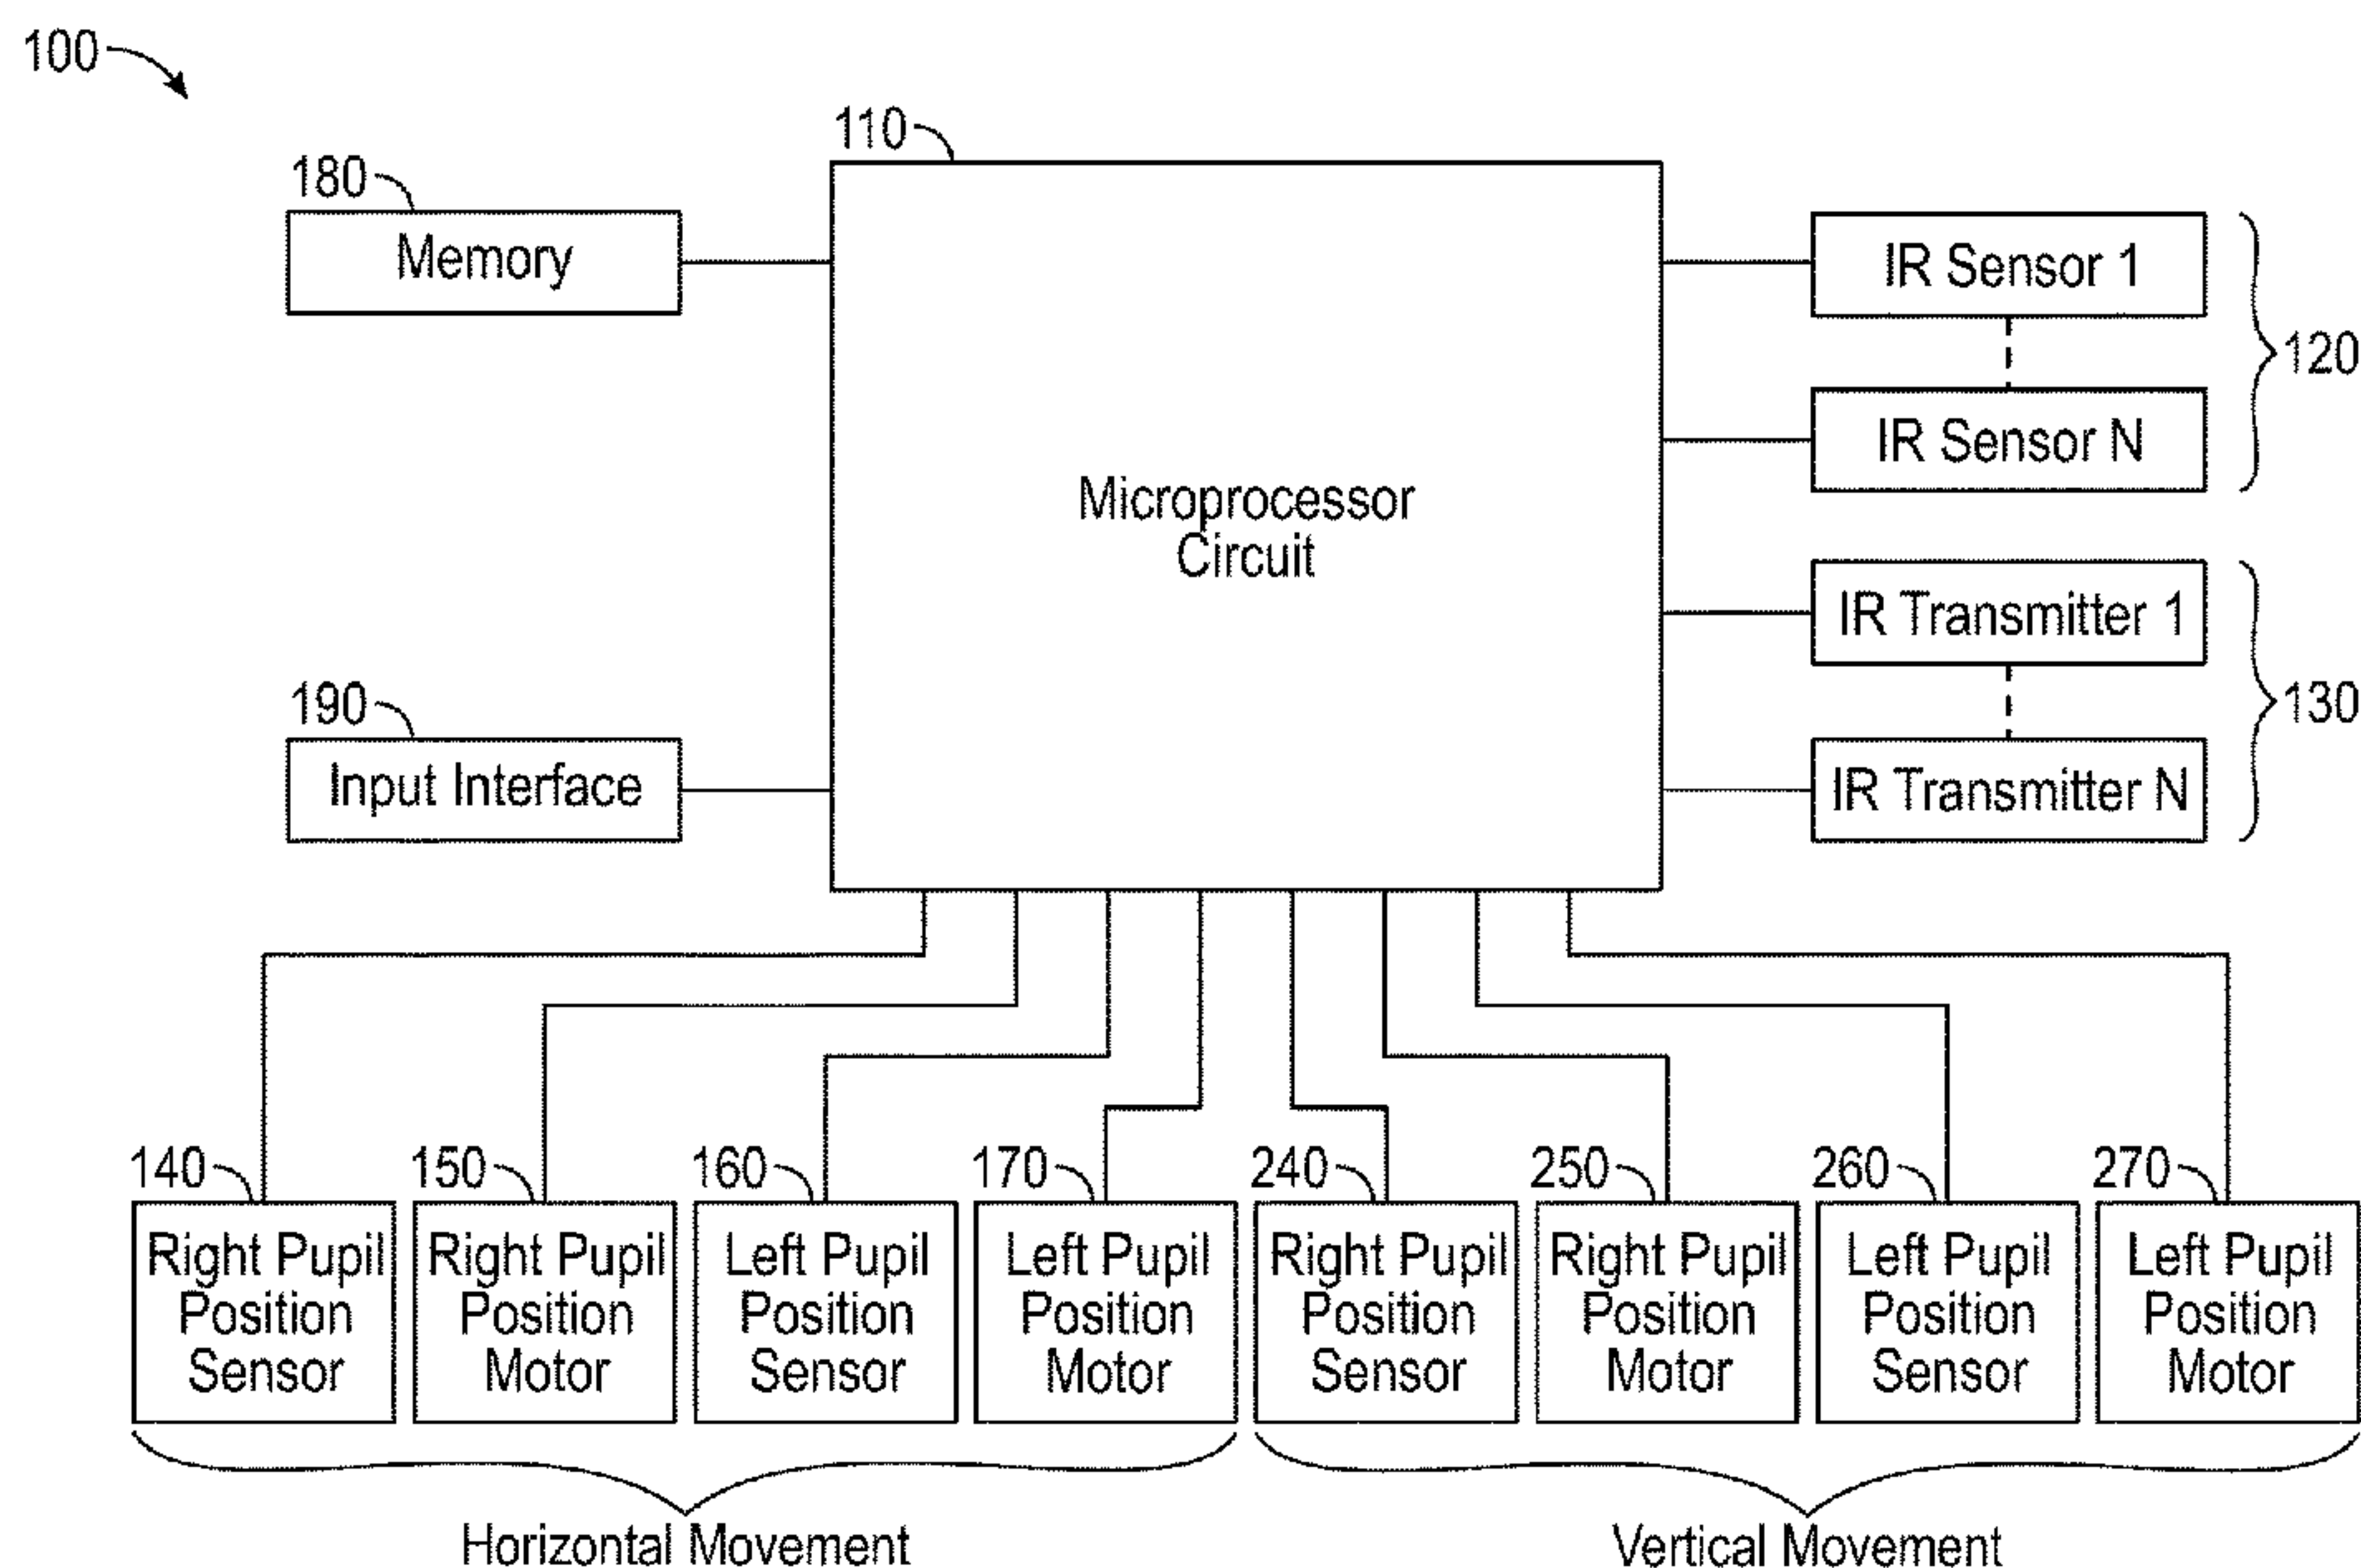 100
110
180
Memory
IR Sensor 1
120
IR Sensor N
Microprocessor
Circuit
IR Transmitter 1
130
190
Input Interface
IR Transmitter N
140
150
160
170
240
250
260
270
Right Pupil
Position
Sensor
Right Pupil
Position
Motor
Left Pupil
Position
Sensor
Left Pupil
Position
Motor
Right Pupil
Position
Sensor
Right Pupil
Position
Motor
Left Pupil
Position
Sensor
Left Pupil
Position
Motor
Horizontal Movement
Vertical Movement